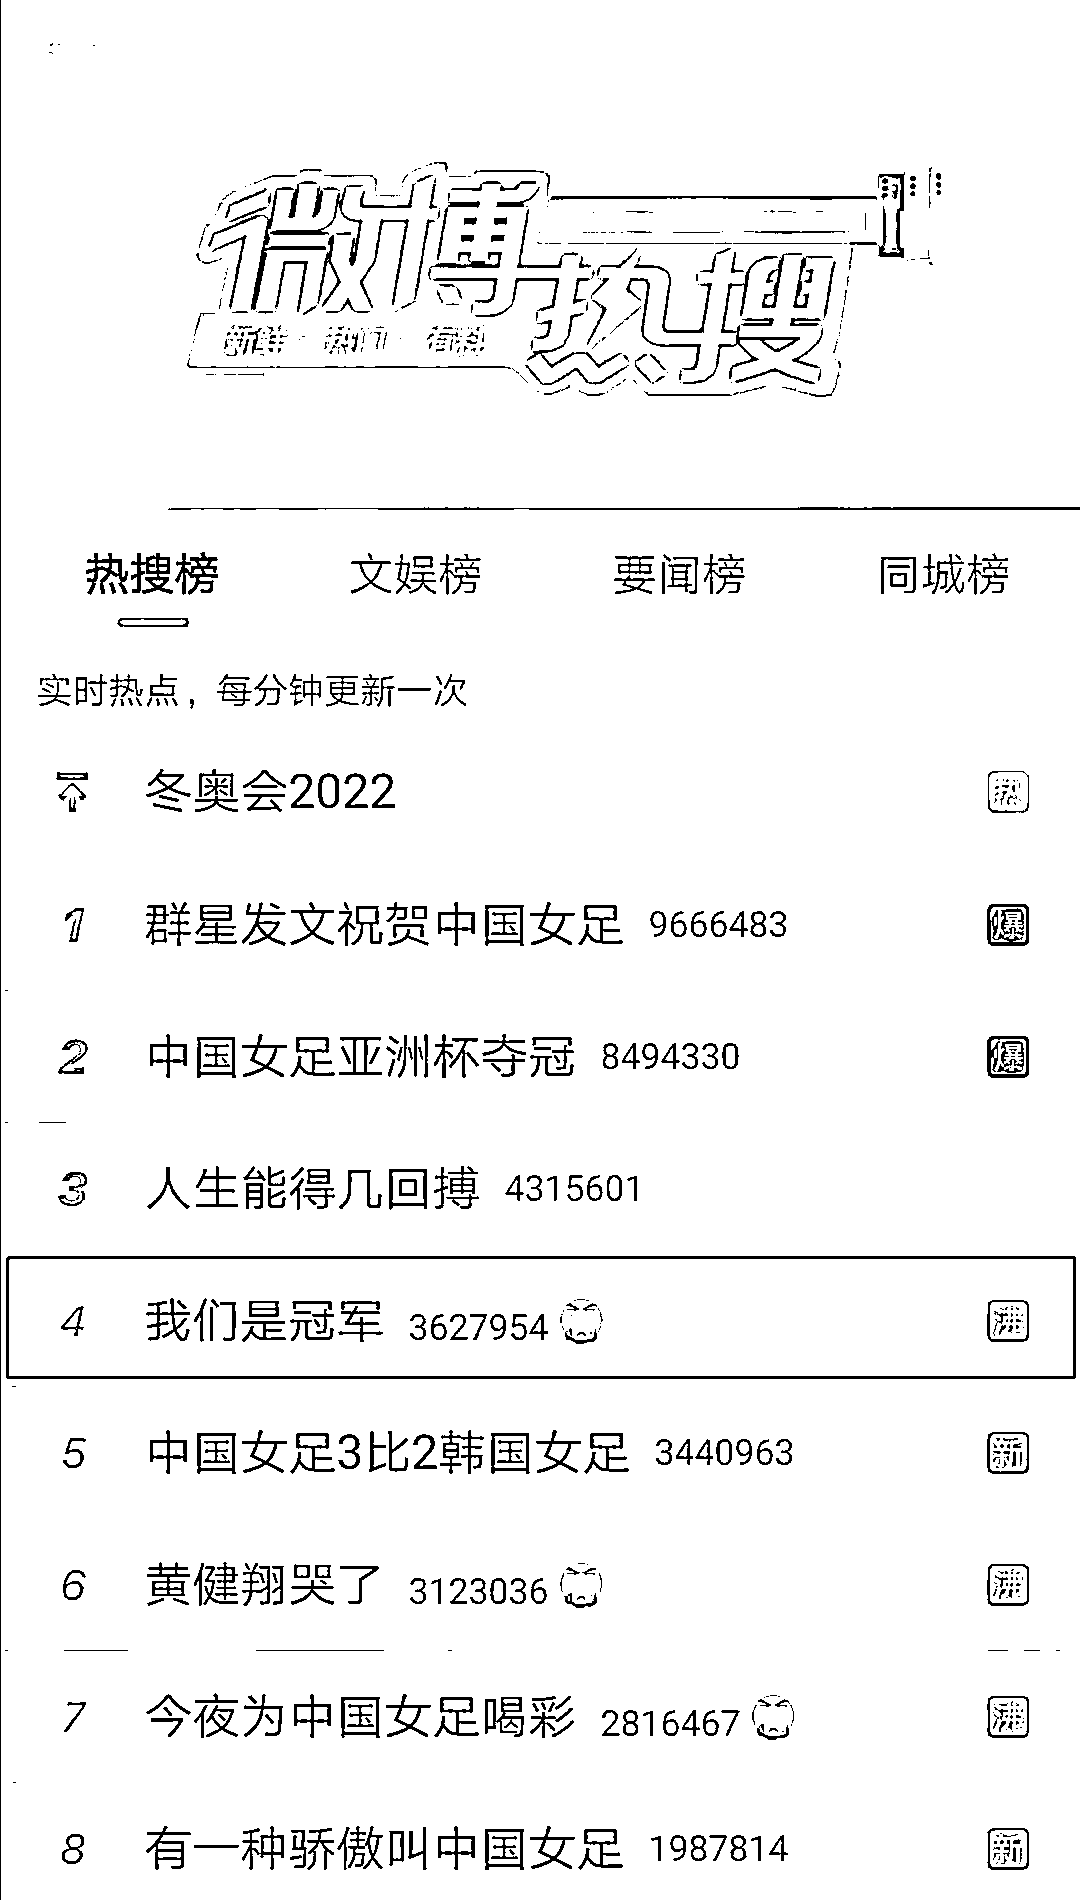 微博热搜
新鲜 热门 有料
热搜榜 文娱榜 要闻榜 同城榜
实时热点，每分钟更新一次
冬奥会2022 热
1 群星发文祝贺中国女足 9666483 爆
2 中国女足亚洲杯夺冠 8494330 爆
3 人生能得几回搏 4315601
4 我们是冠军 3627954 沸
5 中国女足3比2韩国女足 3440963 新
6 黄健翔哭了 3123036 沸
7 今夜为中国女足喝彩 2816467 沸
8 有一种骄傲叫中国女足 1987814 新